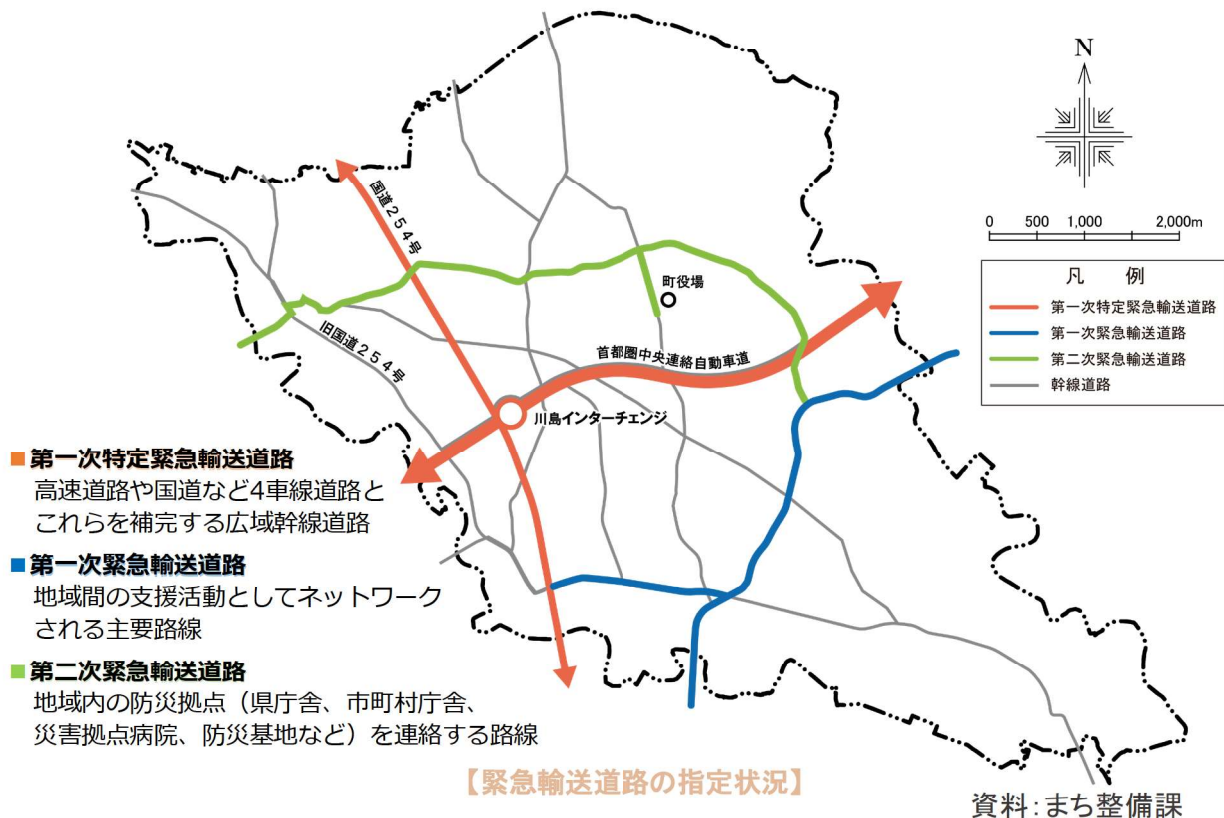 N
0 500 1,000 2,000m
凡 例
第一次特定緊急輸送道路
第一次緊急輸送道路
第二次緊急輸送道路
幹線道路
国道254号
町役場
旧国道254号
首都圏中央連絡自動車道
川島インターチェンジ
■第一次特定緊急輸送道路
高速道路や国道など4車線道路と
これらを補完する広域幹線道路
■第一次緊急輸送道路
地域間の支援活動としてネットワーク
される主要路線
■第二次緊急輸送道路
地域内の防災拠点（県庁舎、市町村庁舎、
災害拠点病院、防災基地など）を連絡する路線
【緊急輸送道路の指定状況】
資料：まち整備課